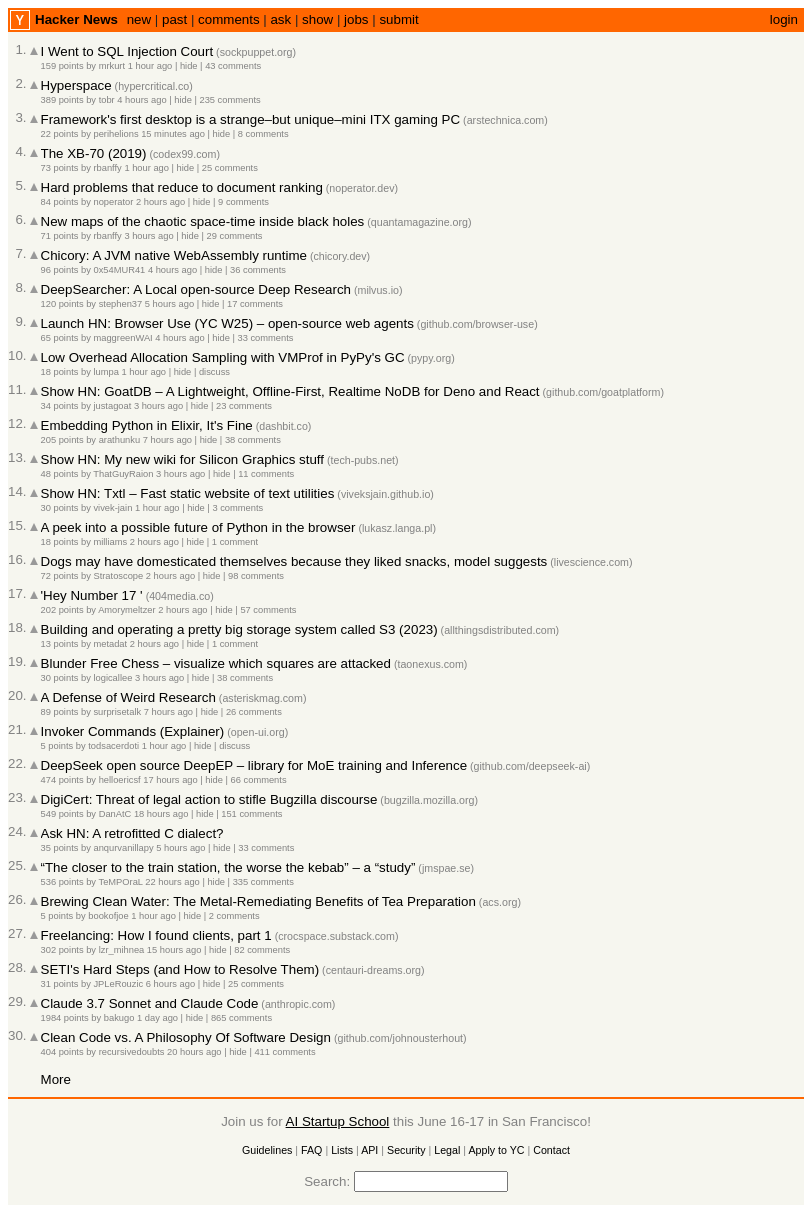 Y Hacker News new | past | comments | ask | show | jobs | submit login
1. I Went to SQL Injection Court (sockpuppet.org)
159 points by mrkurt 1 hour ago | hide | 43 comments
2. Hyperspace (hypercritical.co)
389 points by tobr 4 hours ago | hide | 235 comments
3. Framework's first desktop is a strange–but unique–mini ITX gaming PC (arstechnica.com)
22 points by perihelions 15 minutes ago | hide | 8 comments
4. The XB-70 (2019) (codex99.com)
73 points by rbanffy 1 hour ago | hide | 25 comments
5. Hard problems that reduce to document ranking (noperator.dev)
84 points by noperator 2 hours ago | hide | 9 comments
6. New maps of the chaotic space-time inside black holes (quantamagazine.org)
71 points by rbanffy 3 hours ago | hide | 29 comments
7. Chicory: A JVM native WebAssembly runtime (chicory.dev)
96 points by 0x54MUR41 4 hours ago | hide | 36 comments
8. DeepSearcher: A Local open-source Deep Research (milvus.io)
120 points by stephen37 5 hours ago | hide | 17 comments
9. Launch HN: Browser Use (YC W25) – open-source web agents (github.com/browser-use)
65 points by maggreenWAI 4 hours ago | hide | 33 comments
10. Low Overhead Allocation Sampling with VMProf in PyPy's GC (pypy.org)
18 points by lumpa 1 hour ago | hide | discuss
11. Show HN: GoatDB – A Lightweight, Offline-First, Realtime NoDB for Deno and React (github.com/goatplatform)
34 points by justagoat 3 hours ago | hide | 23 comments
12. Embedding Python in Elixir, It's Fine (dashbit.co)
205 points by arathunku 7 hours ago | hide | 38 comments
13. Show HN: My new wiki for Silicon Graphics stuff (tech-pubs.net)
48 points by ThatGuyRaion 3 hours ago | hide | 11 comments
14. Show HN: Txtl – Fast static website of text utilities (viveksjain.github.io)
30 points by vivek-jain 1 hour ago | hide | 3 comments
15. A peek into a possible future of Python in the browser (lukasz.langa.pl)
18 points by milliams 2 hours ago | hide | 1 comment
16. Dogs may have domesticated themselves because they liked snacks, model suggests (livescience.com)
72 points by Stratoscope 2 hours ago | hide | 98 comments
17. 'Hey Number 17 ' (404media.co)
202 points by Amorymeltzer 2 hours ago | hide | 57 comments
18. Building and operating a pretty big storage system called S3 (2023) (allthingsdistributed.com)
13 points by metadat 2 hours ago | hide | 1 comment
19. Blunder Free Chess – visualize which squares are attacked (taonexus.com)
30 points by logicallee 3 hours ago | hide | 38 comments
20. A Defense of Weird Research (asteriskmag.com)
89 points by surprisetalk 7 hours ago | hide | 26 comments
21. Invoker Commands (Explainer) (open-ui.org)
5 points by todsacerdoti 1 hour ago | hide | discuss
22. DeepSeek open source DeepEP – library for MoE training and Inference (github.com/deepseek-ai)
474 points by helloericsf 17 hours ago | hide | 66 comments
23. DigiCert: Threat of legal action to stifle Bugzilla discourse (bugzilla.mozilla.org)
549 points by DanAtC 18 hours ago | hide | 151 comments
24. Ask HN: A retrofitted C dialect?
35 points by anqurvanillapy 5 hours ago | hide | 33 comments
25. “The closer to the train station, the worse the kebab” – a “study” (jmspae.se)
536 points by TeMPOraL 22 hours ago | hide | 335 comments
26. Brewing Clean Water: The Metal-Remediating Benefits of Tea Preparation (acs.org)
5 points by bookofjoe 1 hour ago | hide | 2 comments
27. Freelancing: How I found clients, part 1 (crocspace.substack.com)
302 points by lzr_mihnea 15 hours ago | hide | 82 comments
28. SETI's Hard Steps (and How to Resolve Them) (centauri-dreams.org)
31 points by JPLeRouzic 6 hours ago | hide | 25 comments
29. Claude 3.7 Sonnet and Claude Code (anthropic.com)
1984 points by bakugo 1 day ago | hide | 865 comments
30. Clean Code vs. A Philosophy Of Software Design (github.com/johnousterhout)
404 points by recursivedoubts 20 hours ago | hide | 411 comments
More
Join us for AI Startup School this June 16-17 in San Francisco!
Guidelines | FAQ | Lists | API | Security | Legal | Apply to YC | Contact
Search: